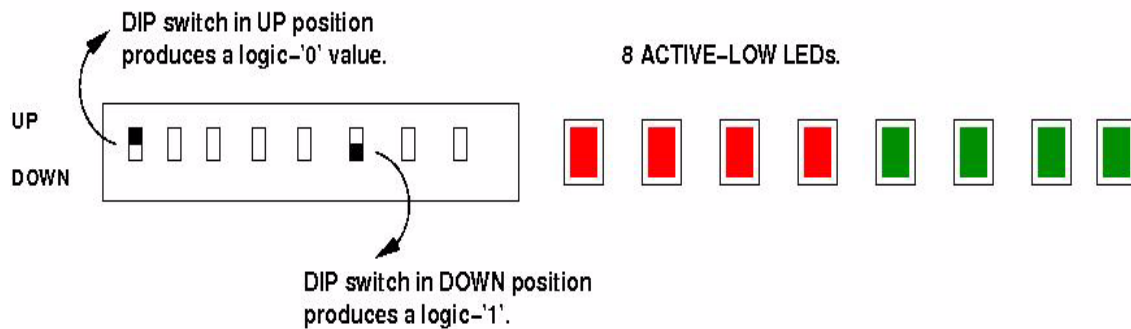 DIP switch in UP position
produces a logic-'0' value.
8 ACTIVE-LOW LEDs.
UP
DOWN
DIP switch in DOWN position
produces a logic-'1'.